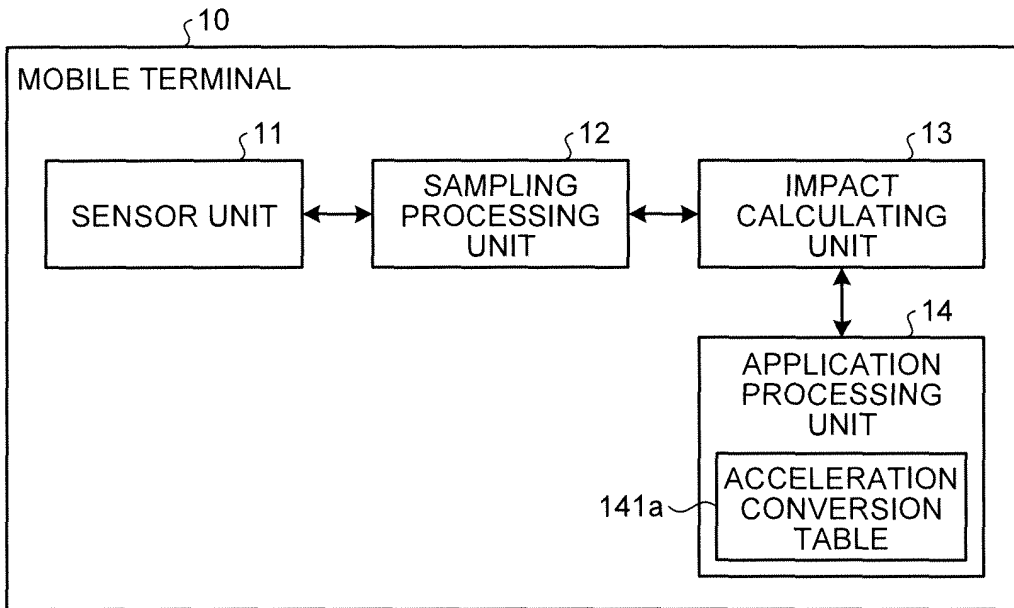 10
MOBILE TERMINAL
11
12
13
SENSOR UNIT
SAMPLING
PROCESSING
UNIT
IMPACT
CALCULATING
UNIT
14
APPLICATION
PROCESSING
UNIT
141a
ACCELERATION
CONVERSION
TABLE